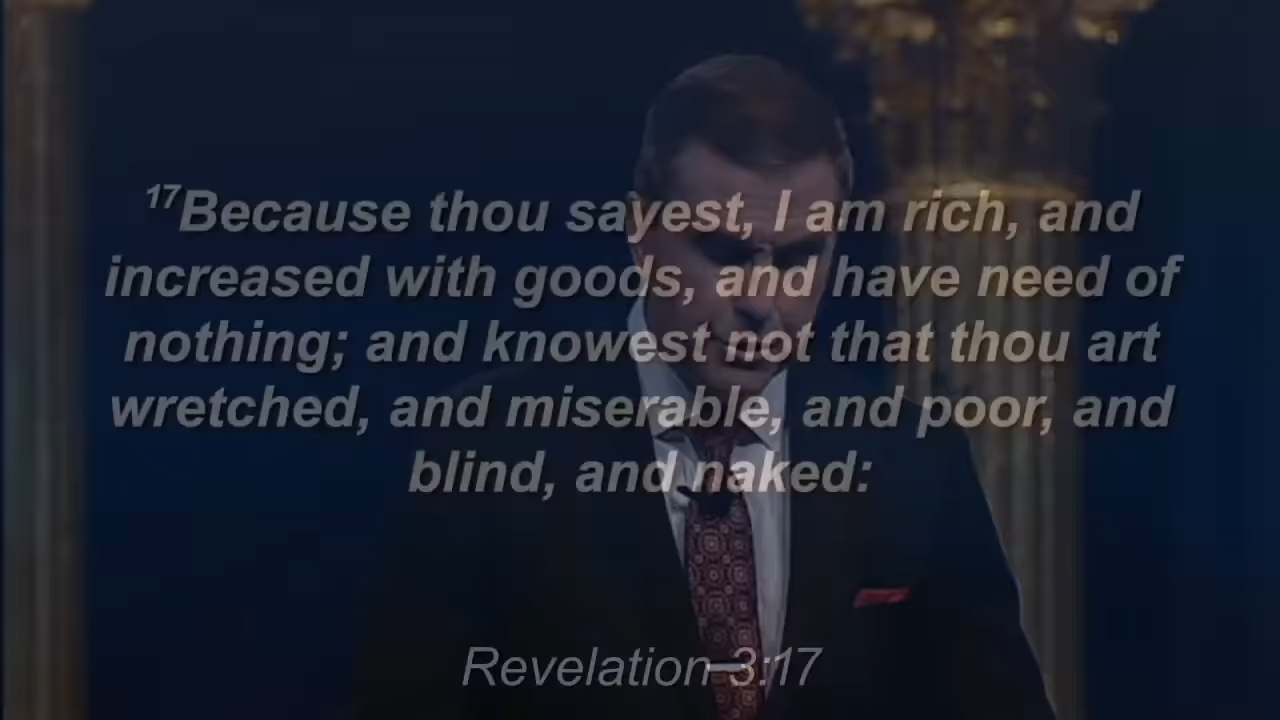 17Because thou sayest, I am rich, and
increased with goods, and have need of
nothing; and knowest not that thou art
wretched, and miserable, and poor, and
blind, and naked:
Revelation 3:17